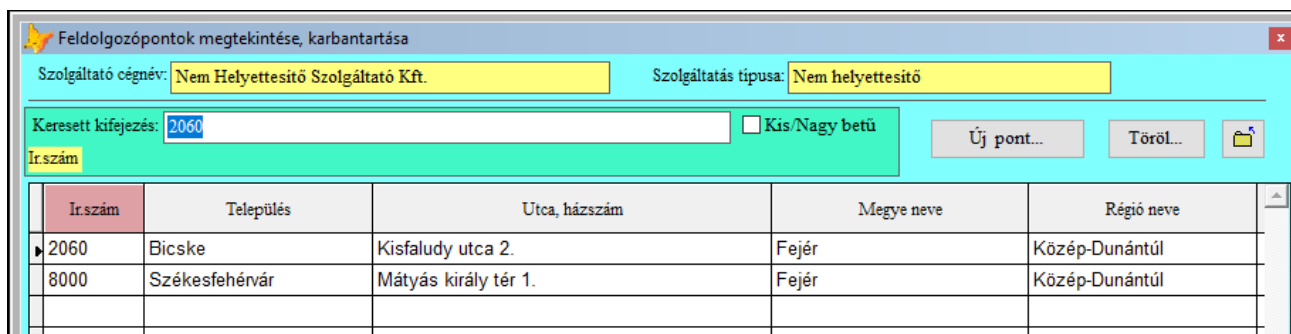 Feldolgozópontok megtekintése, karbantartása
Szolgáltató cégnév: Nem Helyettesitő Szolgáltató Kft. Szolgáltatás típusa: Nem helyettesitő
Keresett kifejezés: 2060 Kis/Nagy betű Új pont... Töröl...
Ir.szám
Ir.szám Település Utca, házszám Megye neve Régió neve
2060 Bicske Kisfaludy utca 2. Fejér Közép-Dunántúl
8000 Székesfehérvár Mátyás király tér 1. Fejér Közép-Dunántúl